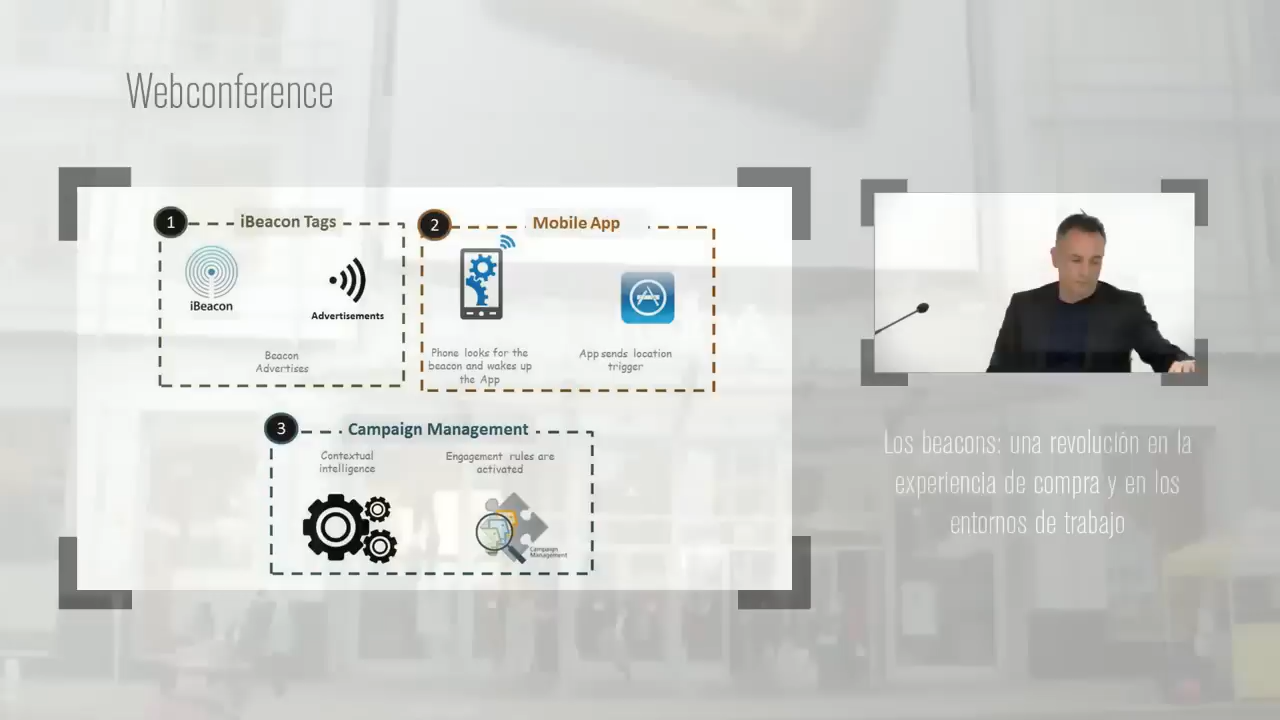 Webconference
1
iBeacon Tags
iBeacon
Advertisements
Beacon
Advertises
2
Mobile App
Phone looks for the
beacon and wakes up
the App
App sends location
trigger
3
Campaign Management
Contextual
intelligence
Engagement rules are
activated
Campaign
Management
Los beacons: una revolución en la
experiencia de compra y en los
entornos de trabajo